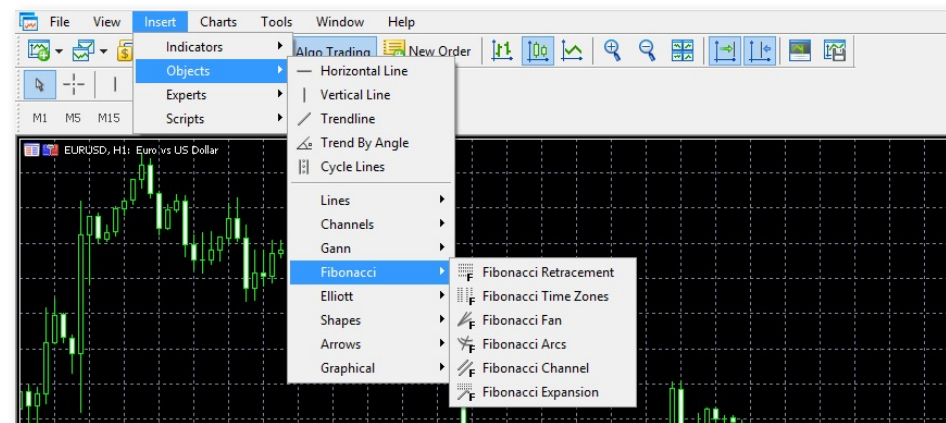 File View Insert Charts Tools Window Help
Indicators
Algo Trading New Order
Objects
Experts
Scripts
M1 M5 M15
Horizontal Line
Vertical Line
Trendline
Trend By Angle
Cycle Lines
Lines
Channels
Gann
Fibonacci
Elliott
Shapes
Arrows
Graphical
Fibonacci Retracement
Fibonacci Time Zones
Fibonacci Fan
Fibonacci Arcs
Fibonacci Channel
Fibonacci Expansion
EURUSD, H1: Euro vs US Dollar